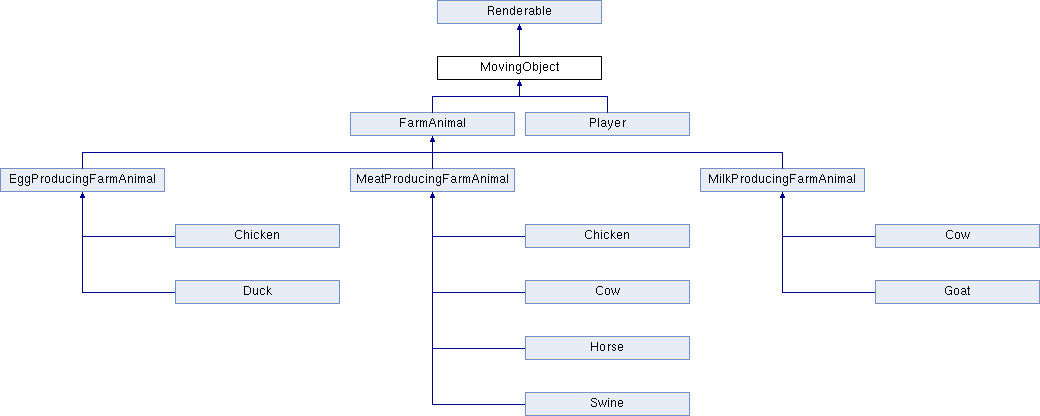 Renderable
MovingObject
FarmAnimal
Player
EggProducingFarmAnimal
MeatProducingFarmAnimal
MilkProducingFarmAnimal
Chicken
Chicken
Cow
Duck
Cow
Goat
Horse
Swine